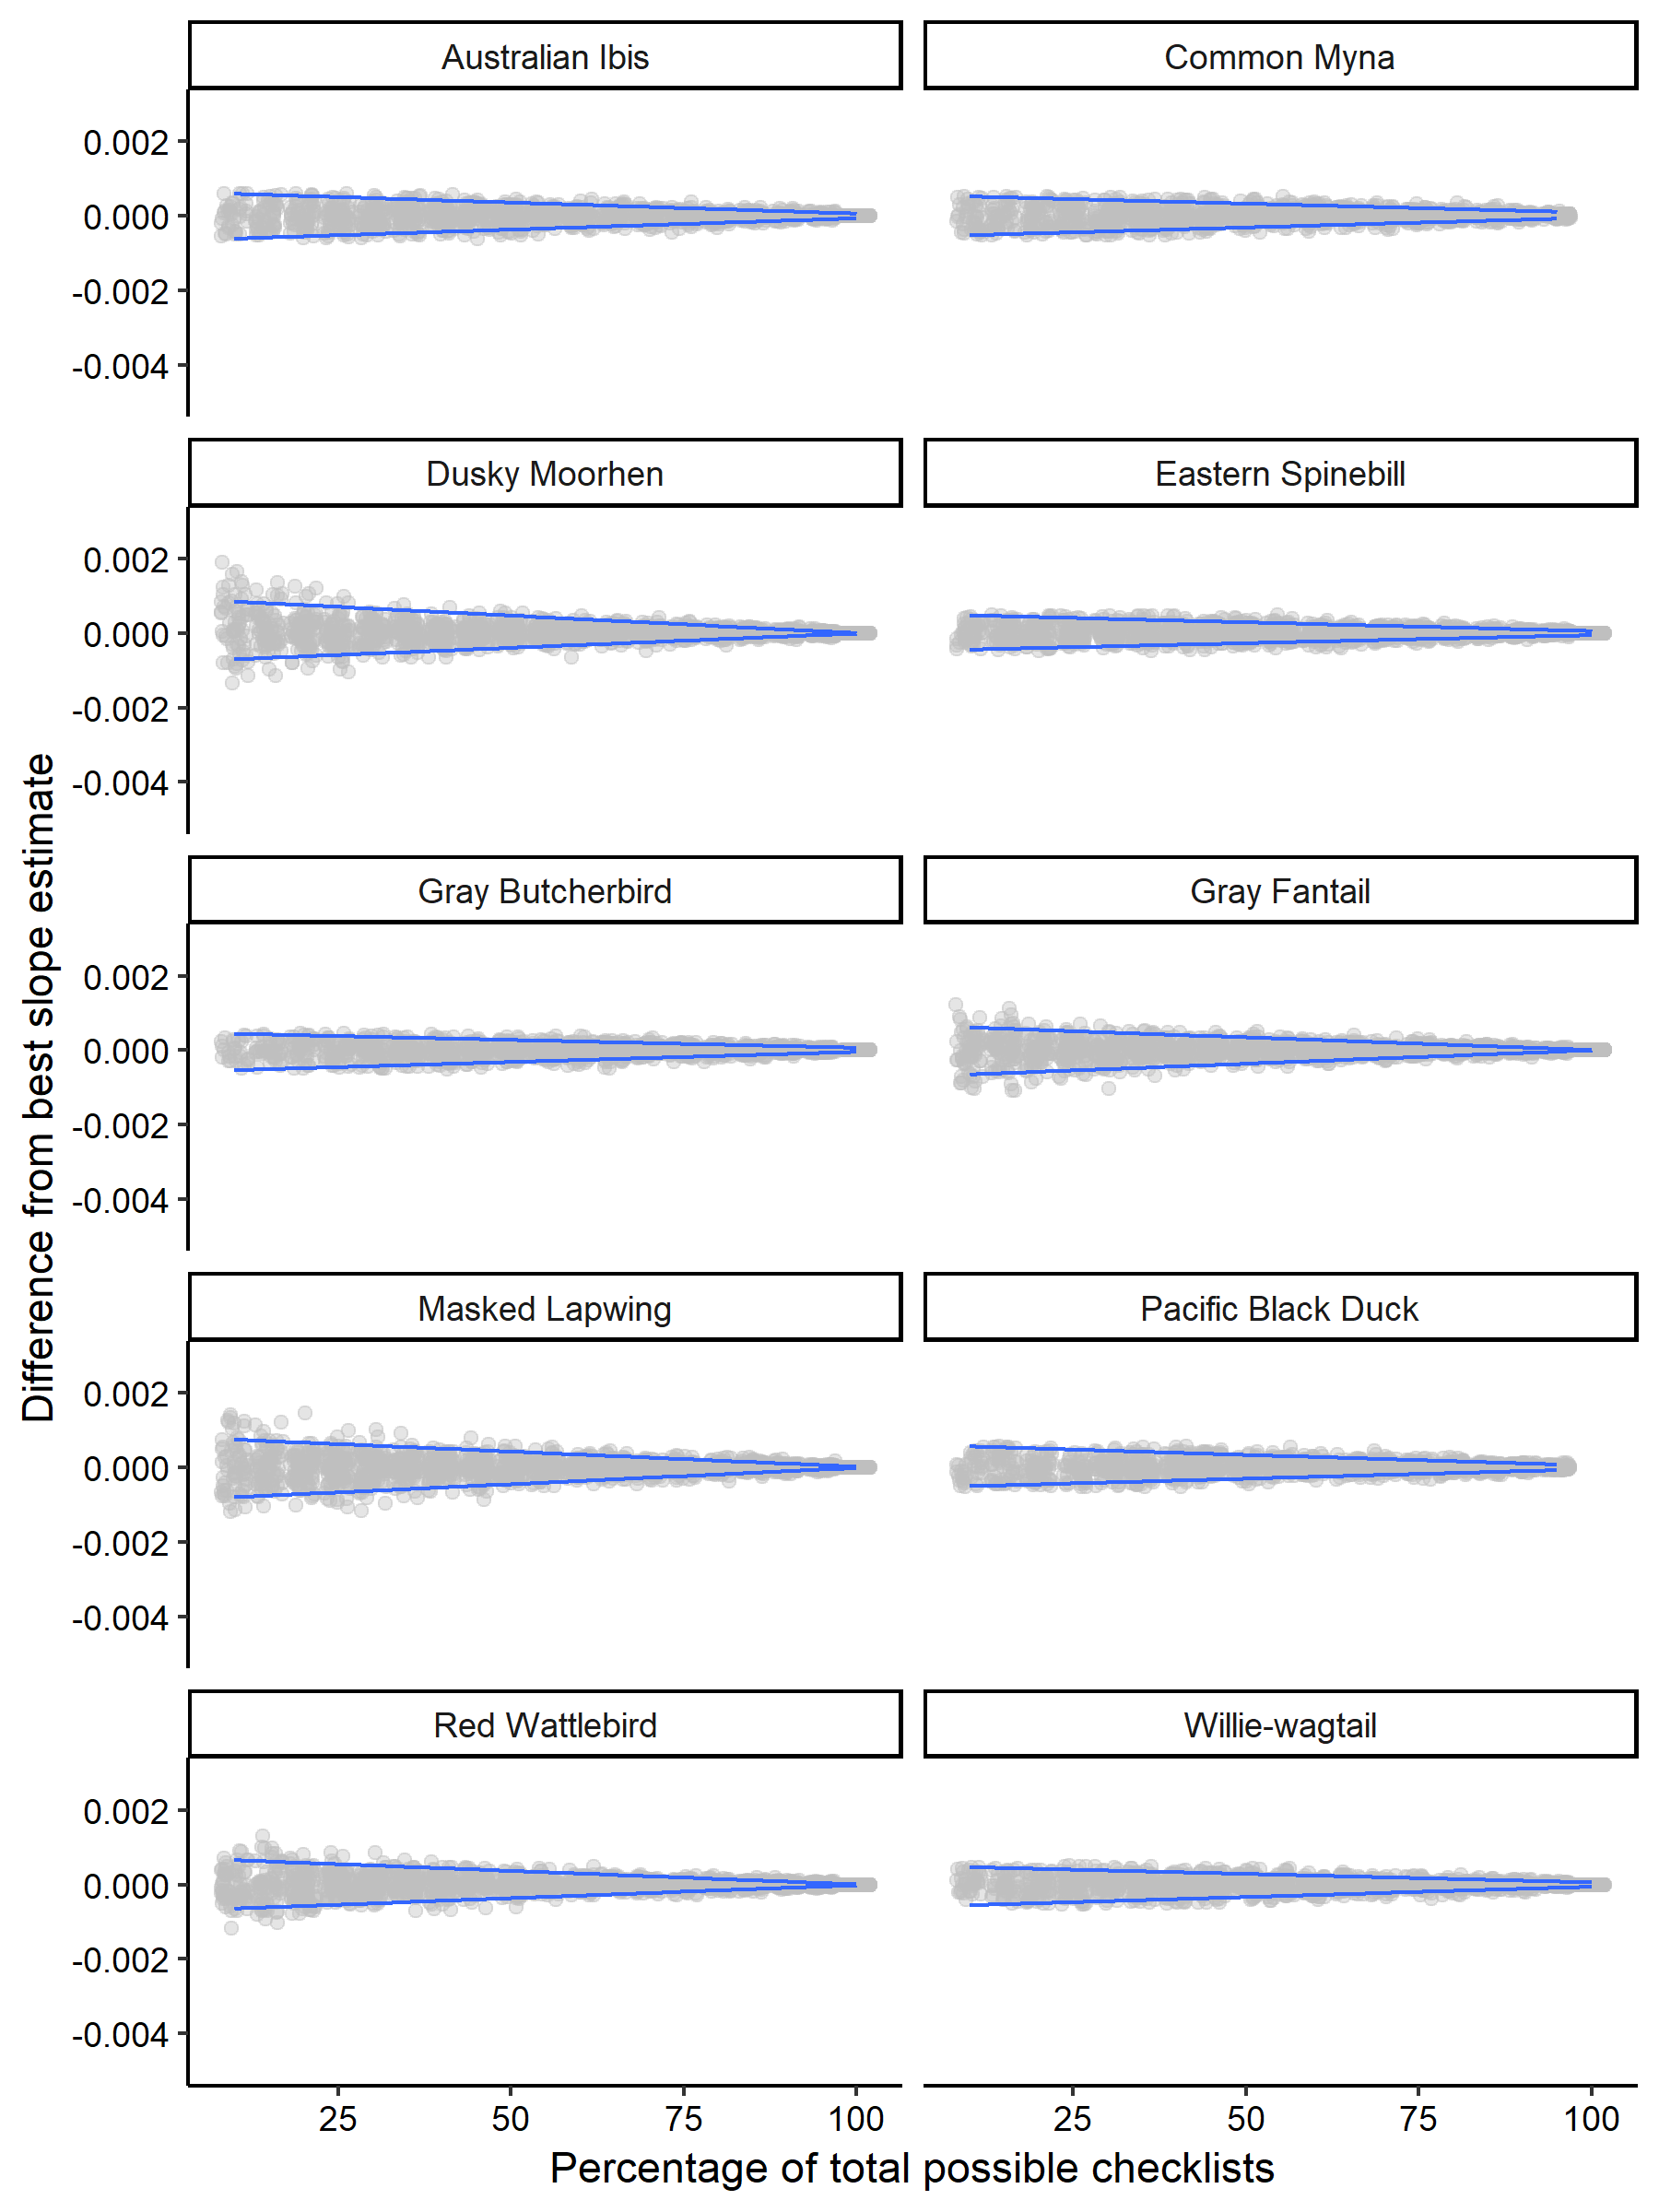 Australian Ibis
Common Myna
0.002
0.000
-0.002
-0.004
Dusky Moorhen
Eastern Spinebill
0.002
0.000
-0.002
-0.004
Difference from best slope estimate
Gray Butcherbird
Gray Fantail
0.002
0.000
-0.002
-0.004
Masked Lapwing
Pacific Black Duck
0.002
0.000
-0.002
-0.004
Red Wattlebird
Willie-wagtail
0.002
0.000
-0.002
-0.004
25 50 75 100 25 50 75 100
Percentage of total possible checklists